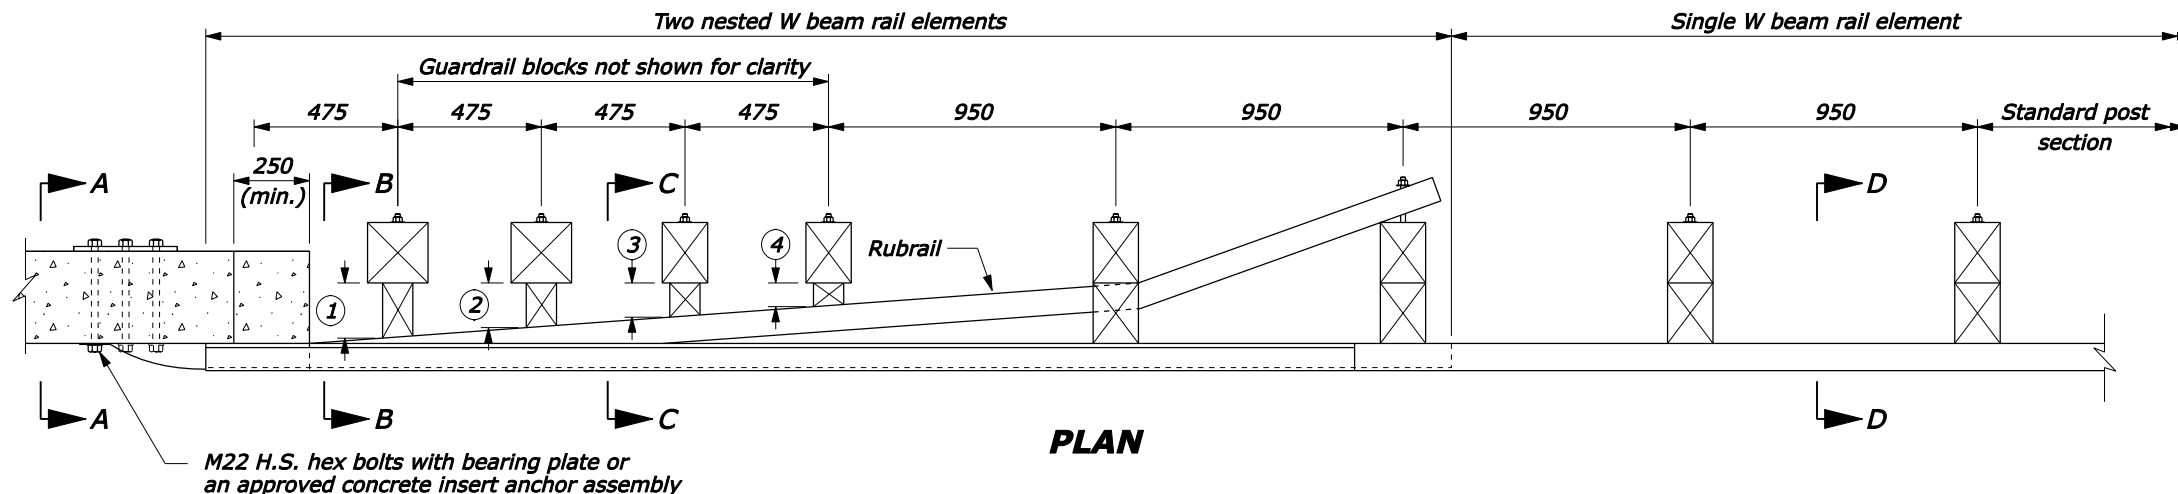 Two nested W beam rail elements
Single W beam rail element
Guardrail blocks not shown for clarity
475
475
475
475
950
950
950
950
Standard post
section
250
(min.)
A
B
C
D
1
2
3
4
Rubrail
A
B
C
D
PLAN
M22 H.S. hex bolts with bearing plate or
an approved concrete insert anchor assembly